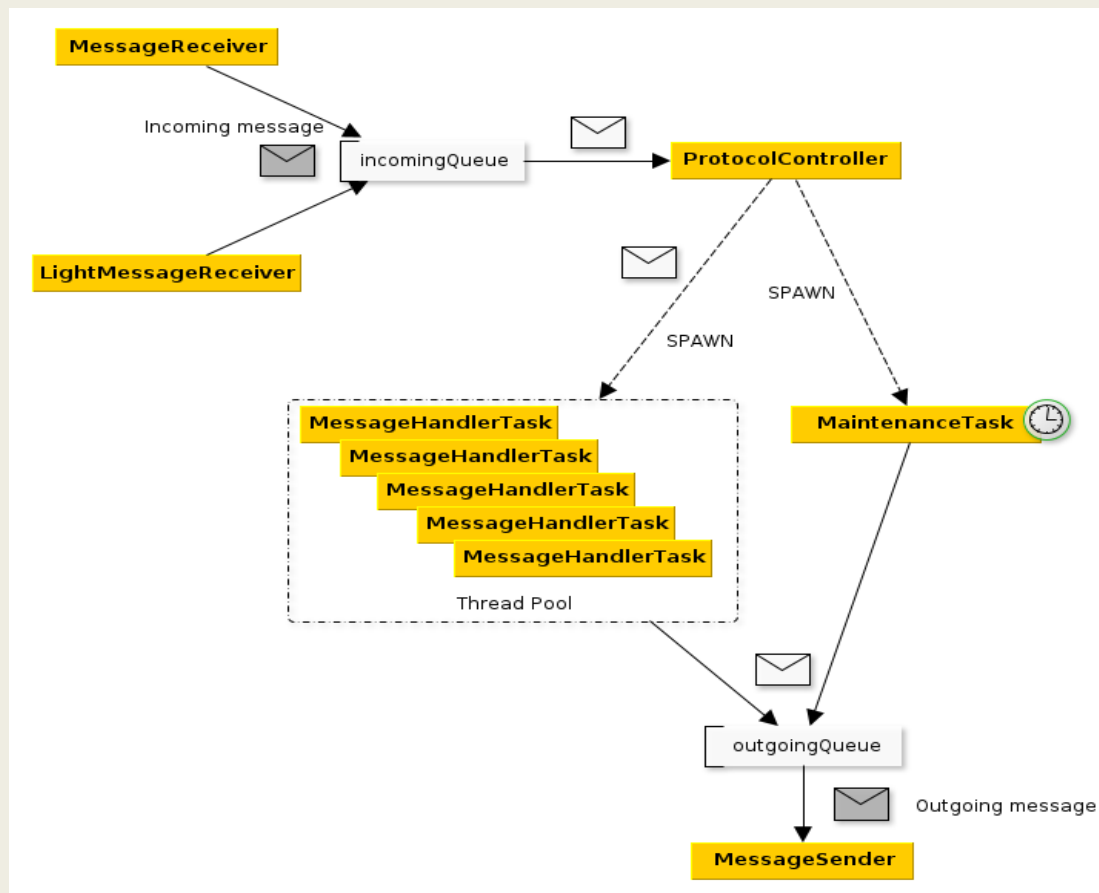 MessageReceiver
Incoming message
incomingQueue
ProtocolController
LightMessageReceiver
SPAWN
SPAWN
MessageHandlerTask
MessageHandlerTask
MessageHandlerTask
MessageHandlerTask
MessageHandlerTask
Thread Pool
MaintenanceTask
outgoingQueue
Outgoing message
MessageSender